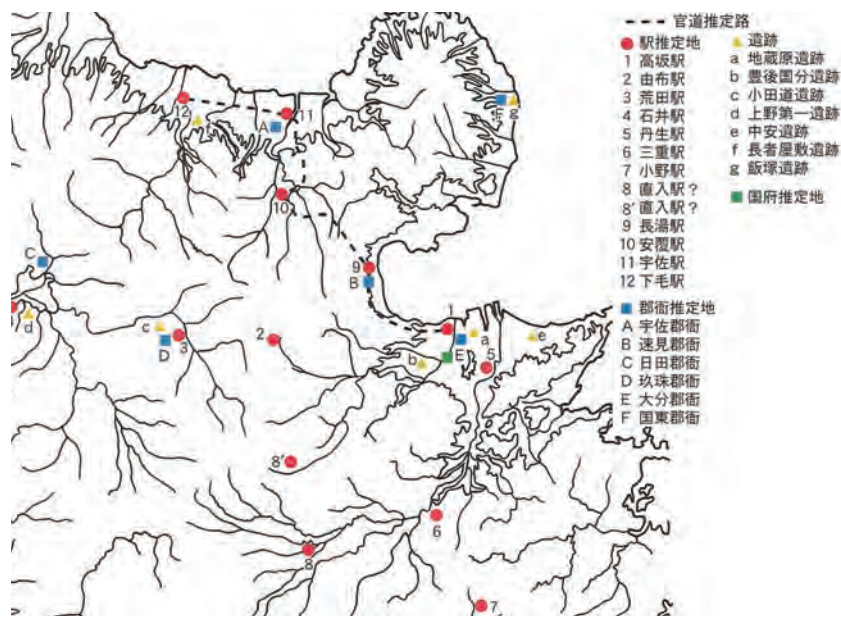 官道推定路
駅推定地
1 高坂駅
2 由布駅
3 荒田駅
4 石井駅
5 丹生駅
6 三重駅
7 小野駅
8 直入駅？
8′ 直入駅？
9 長湯駅
10 安覆駅
11 宇佐駅
12 下毛駅
郡衙推定地
A 宇佐郡衙
B 速見郡衙
C 日田郡衙
D 玖珠郡衙
E 大分郡衙
F 国東郡衙
遺跡
a 地蔵原遺跡
b 豊後国分遺跡
c 小田道遺跡
d 上野第一遺跡
e 中安遺跡
f 長者屋敷遺跡
g 飯塚遺跡
国府推定地
12
A
11
F
g
10
C
9
B
d
c
D
3
2
1
E
a
e
b
5
8′
6
8
7